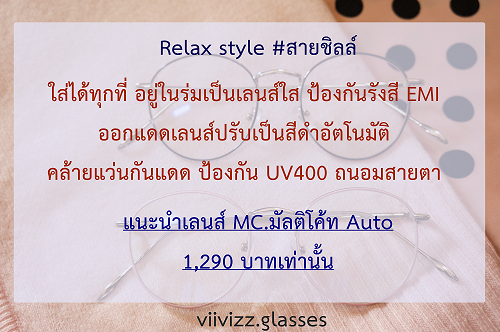 Relax style #สายชิลล์
ใส่ได้ทุกที่ อยู่ในร่มเป็นเลนส์ใส ป้องกันรังสี EMI
ออกแดดเลนส์ปรับเป็นสีดำอัตโนมัติ
คล้ายแว่นกันแดด ป้องกัน UV400 ถนอมสายตา
แนะนำเลนส์ MC.มัลติโค้ท Auto
1,290 บาทเท่านั้น
viivizz.glasses